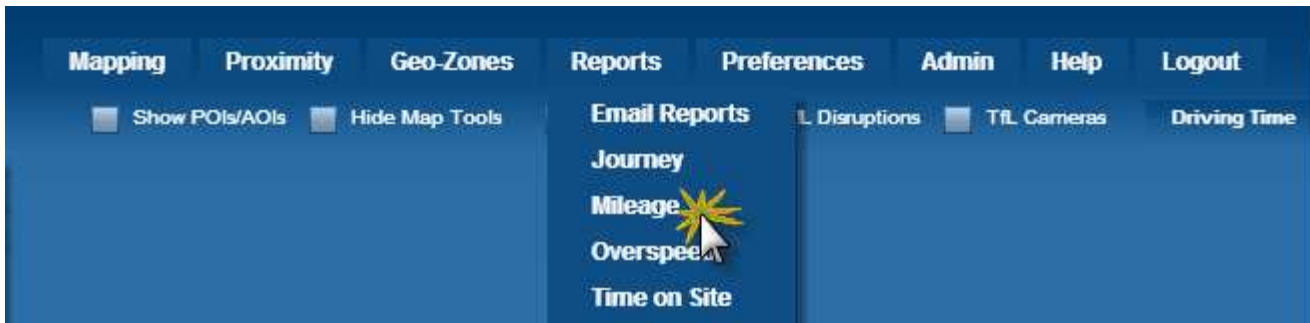 Mapping Proximity Geo-Zones Reports Preferences Admin Help Logout
Show POIs/AOIs Hide Map Tools Email Reports L Disruptions TfL Cameras Driving Time
Journey
Mileage
Time on Site